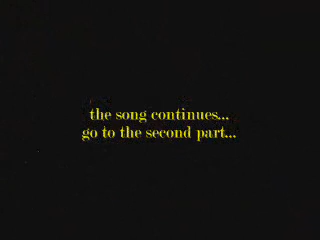 the song continues...
go to the second part...